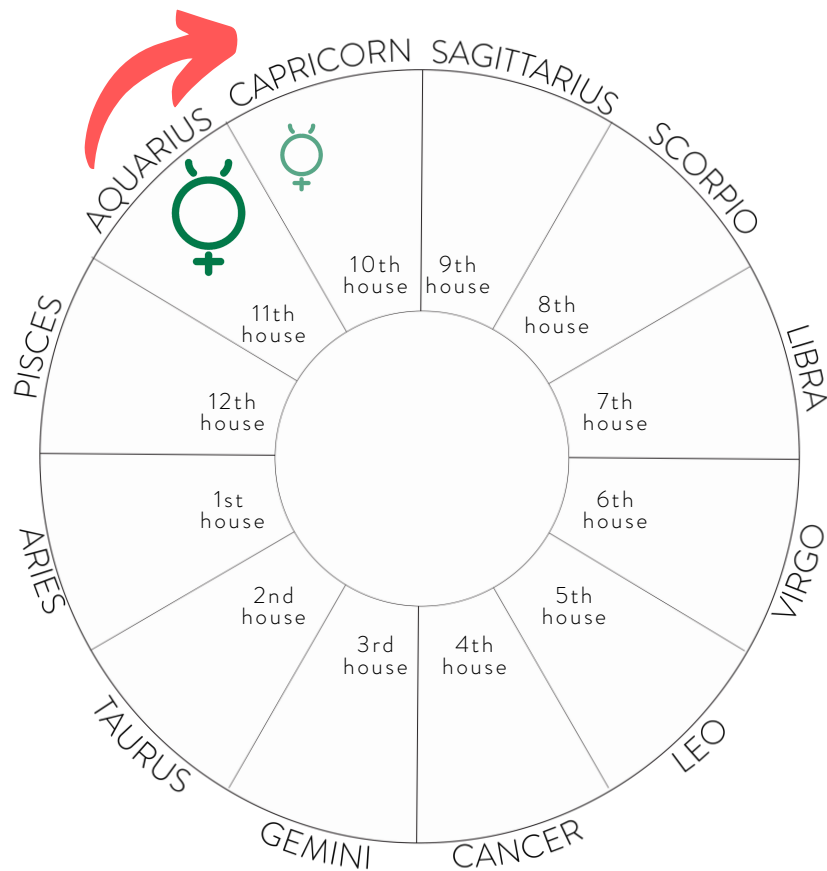 CAPRICORN
SAGITTARIUS
AQUARIUS
SCORPIO
PISCES
LIBRA
ARIES
VIRGO
TAURUS
LEO
GEMINI
CANCER
10th
house
9th
house
11th
house
8th
house
12th
house
7th
house
1st
house
6th
house
2nd
house
5th
house
3rd
house
4th
house